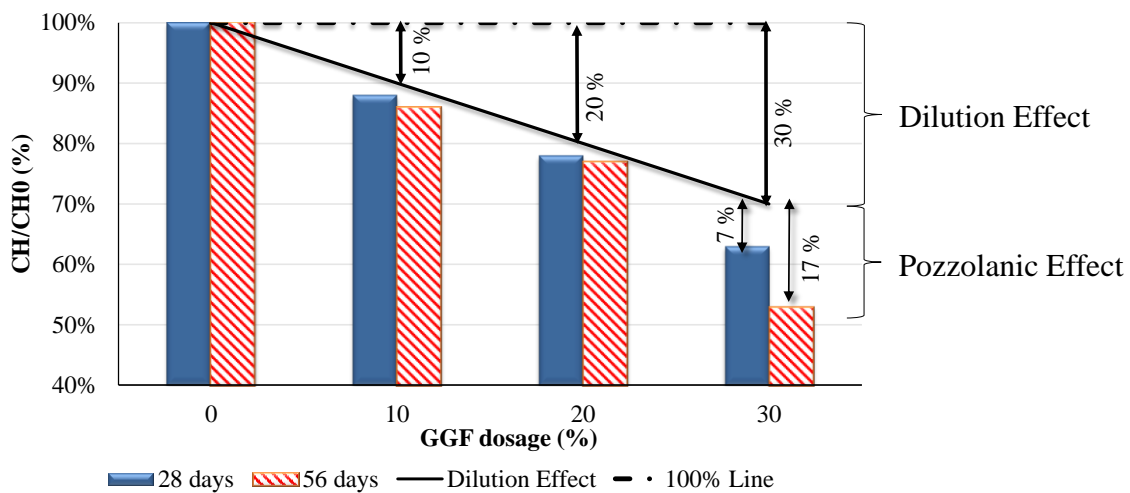 100%
90%
80%
70%
60%
50%
40%
CH/CH0 (%)
10 %
20 %
30 %
7 %
17 %
Dilution Effect
Pozzolanic Effect
0
10
20
30
GGF dosage (%)
28 days
56 days
Dilution Effect
100% Line